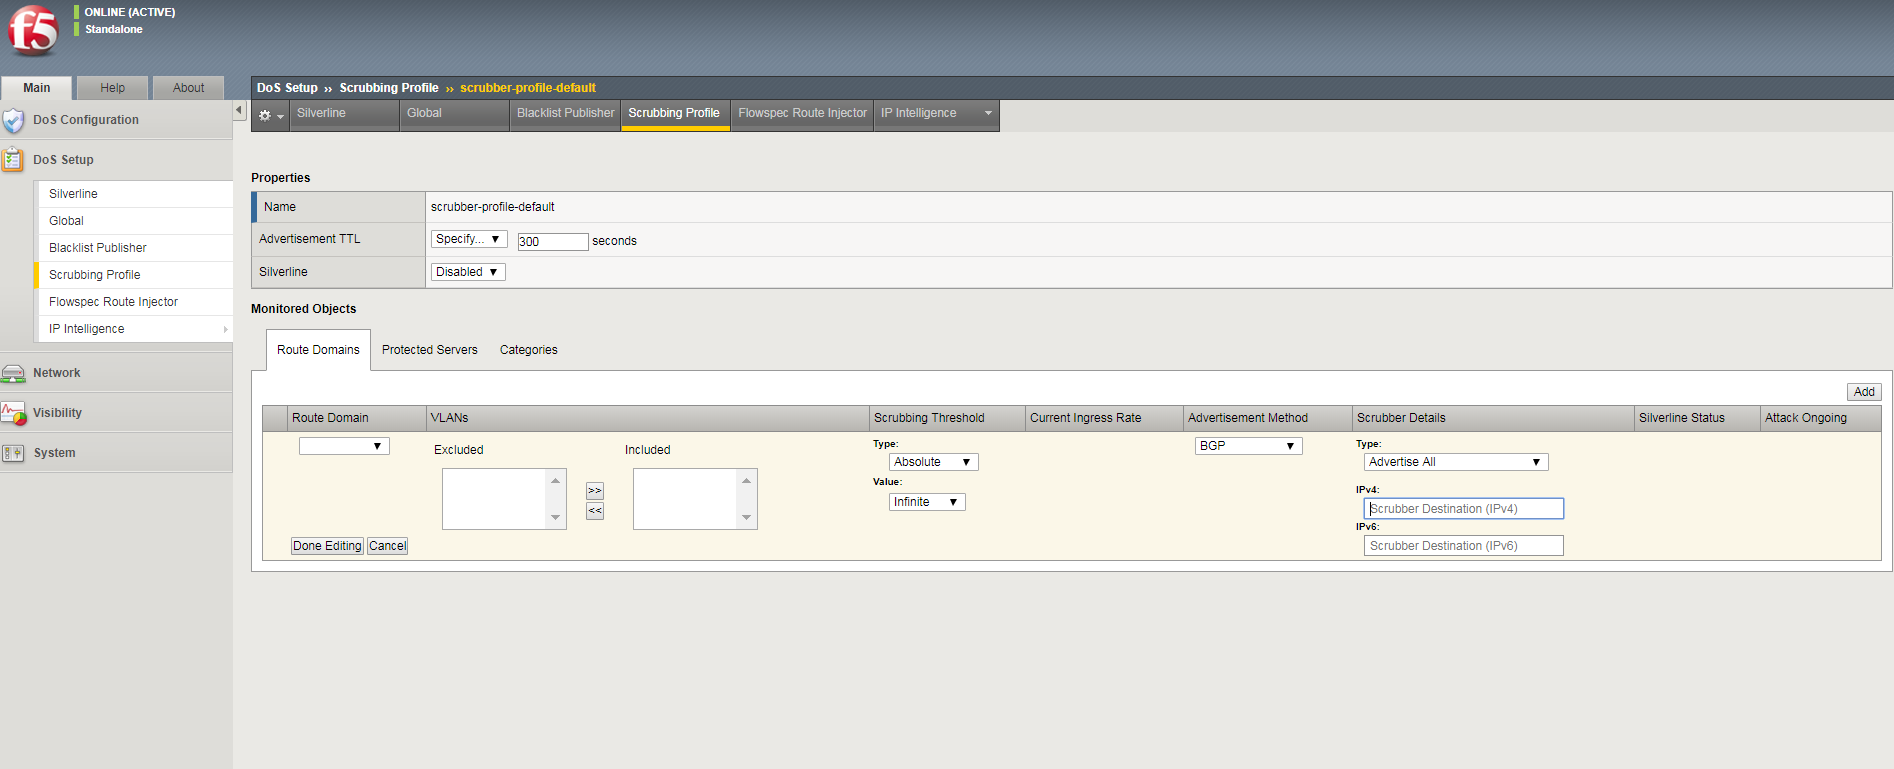 f5
ONLINE (ACTIVE)
Standalone
Main Help About
DoS Configuration
DoS Setup
Silverline
Global
Blacklist Publisher
Scrubbing Profile
Flowspec Route Injector
IP Intelligence
Network
Visibility
System
DoS Setup ›› Scrubbing Profile ›› scrubber-profile-default
Silverline Global Blacklist Publisher Scrubbing Profile Flowspec Route Injector IP Intelligence
Properties
Name scrubber-profile-default
Advertisement TTL Specify... 300 seconds
Silverline Disabled
Monitored Objects
Route Domains Protected Servers Categories
Add
Route Domain VLANs Scrubbing Threshold Current Ingress Rate Advertisement Method Scrubber Details Silverline Status Attack Ongoing
Excluded
>>
<<
Included
Type:
Absolute
Value:
Infinite
BGP
Type:
Advertise All
IPv4:
Scrubber Destination (IPv4)
IPv6:
Scrubber Destination (IPv6)
Done Editing Cancel